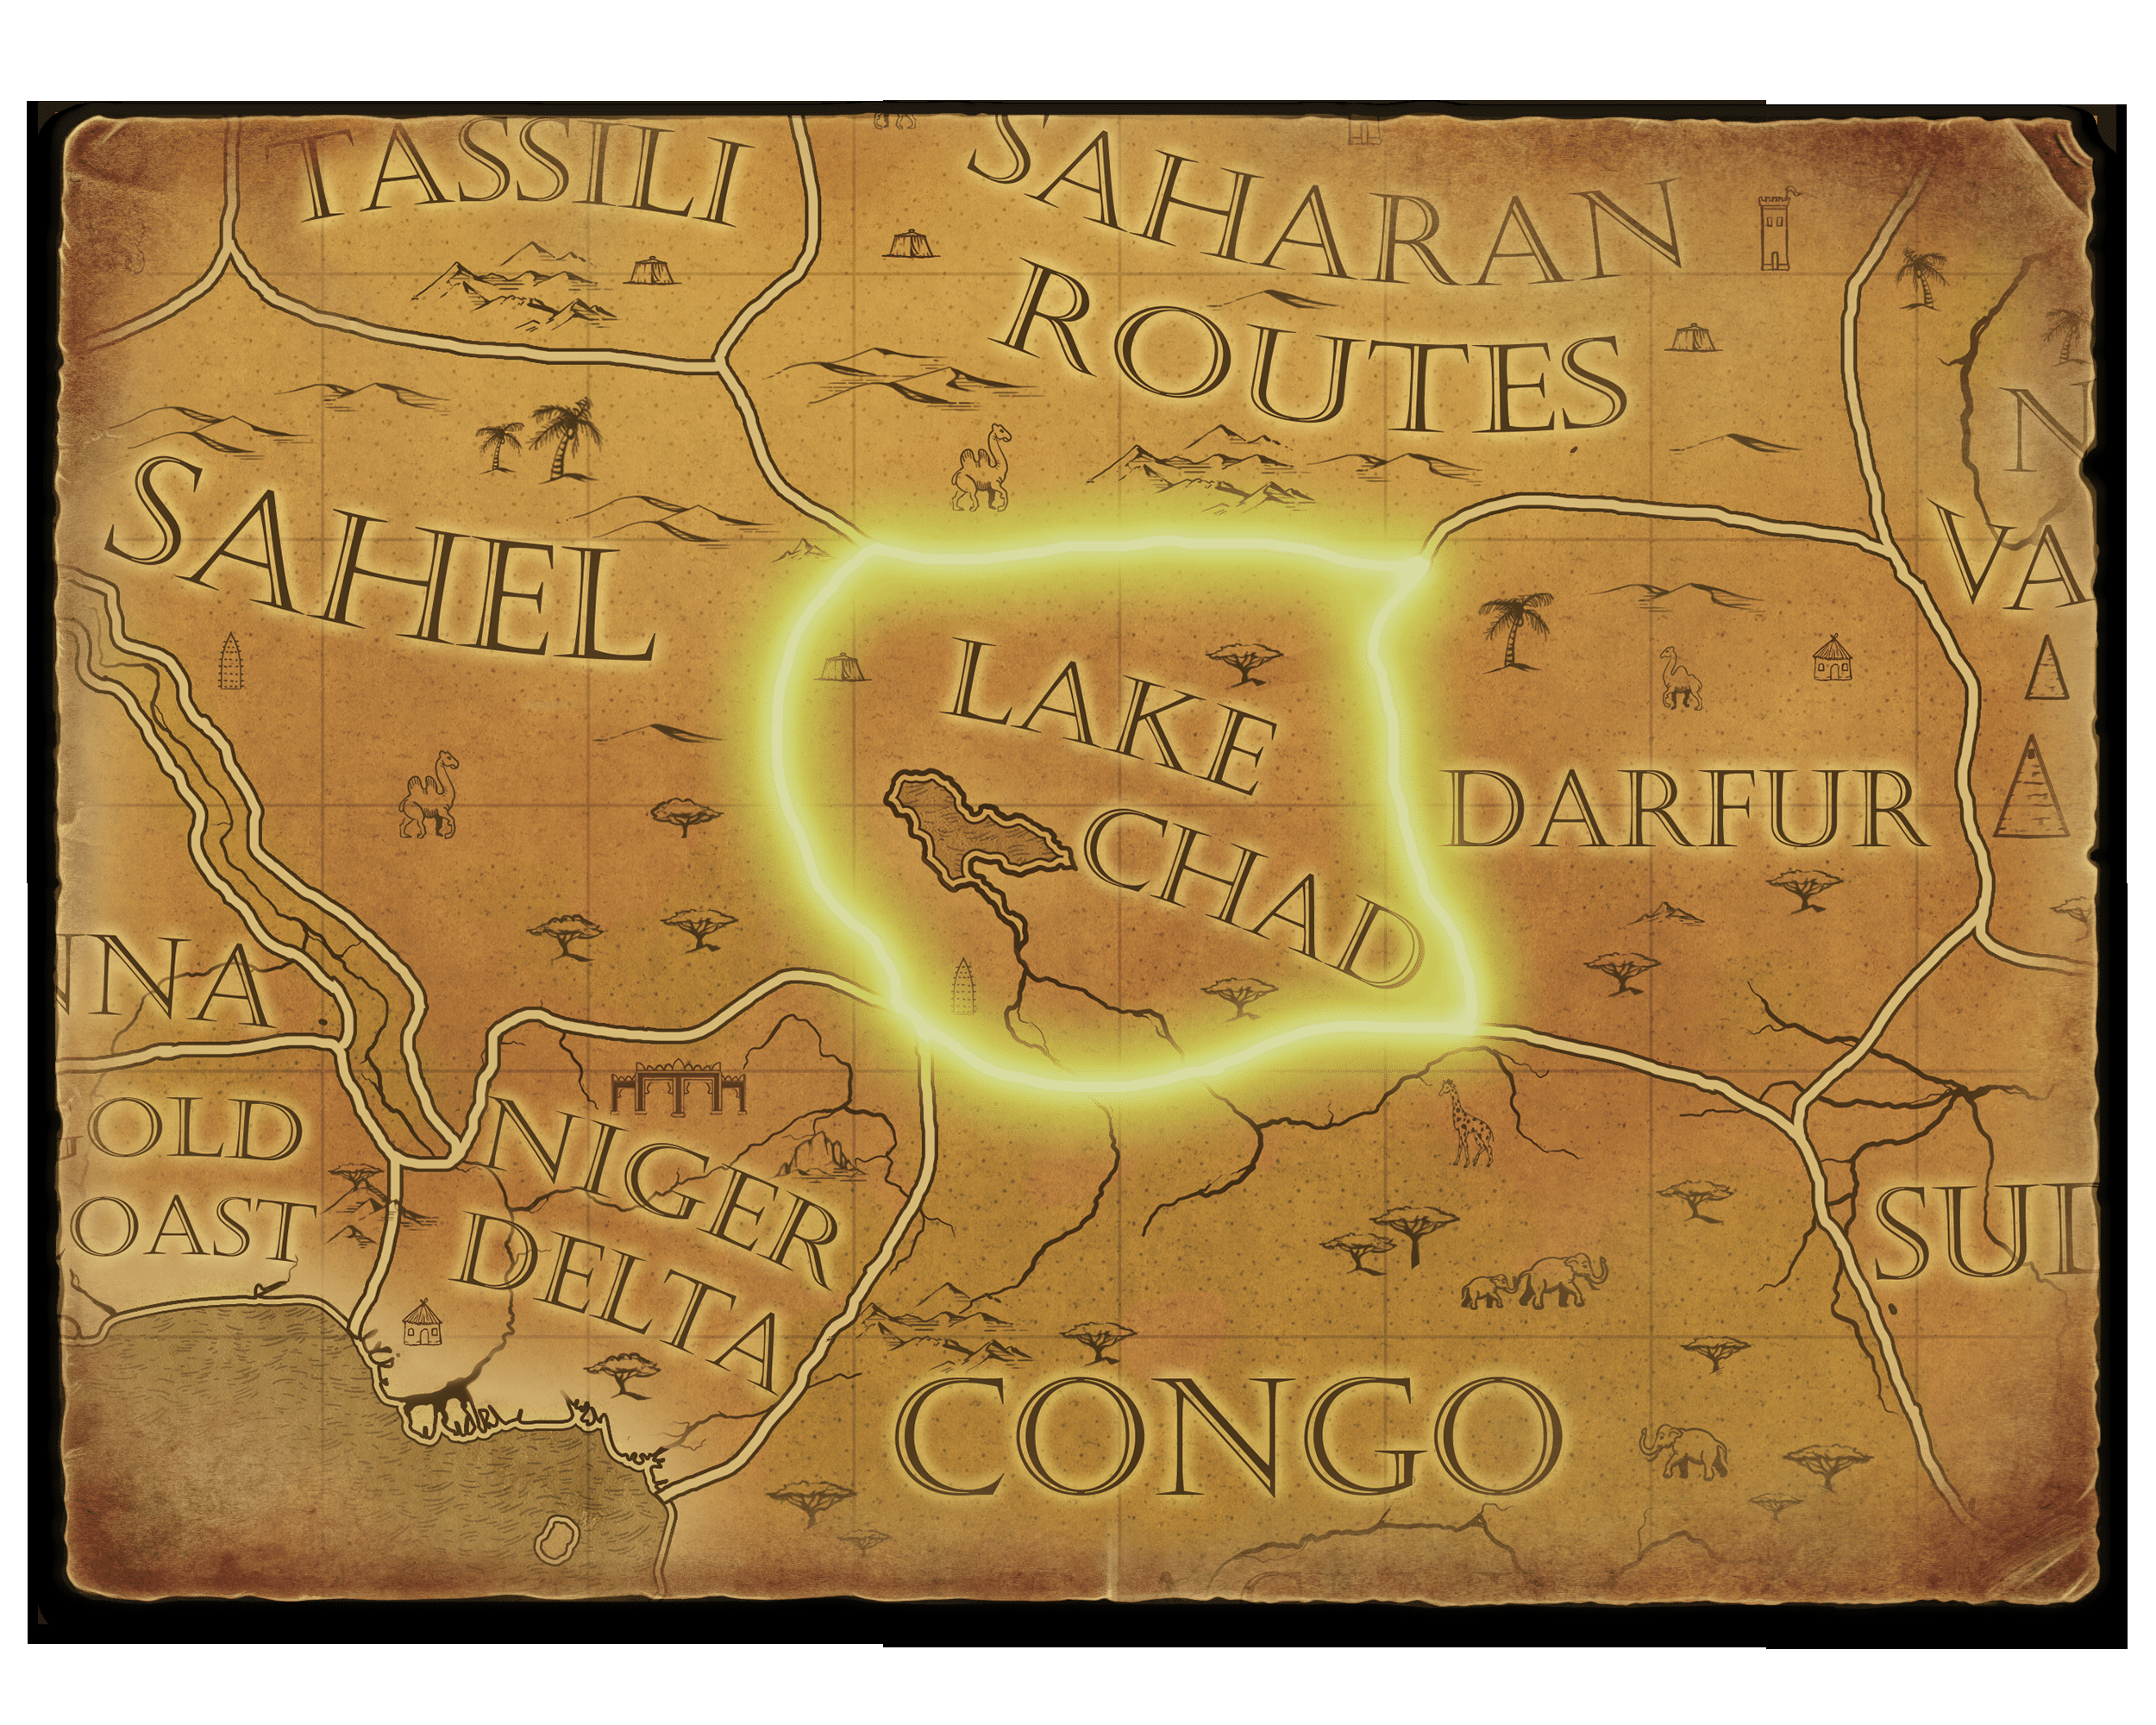 TASSILI
SAHARAN
ROUTES
SAHEL
LAKE
CHAD
DARFUR
NIGER
DELTA
CONGO
N
VA
NNA
OLD
OAST
SUD